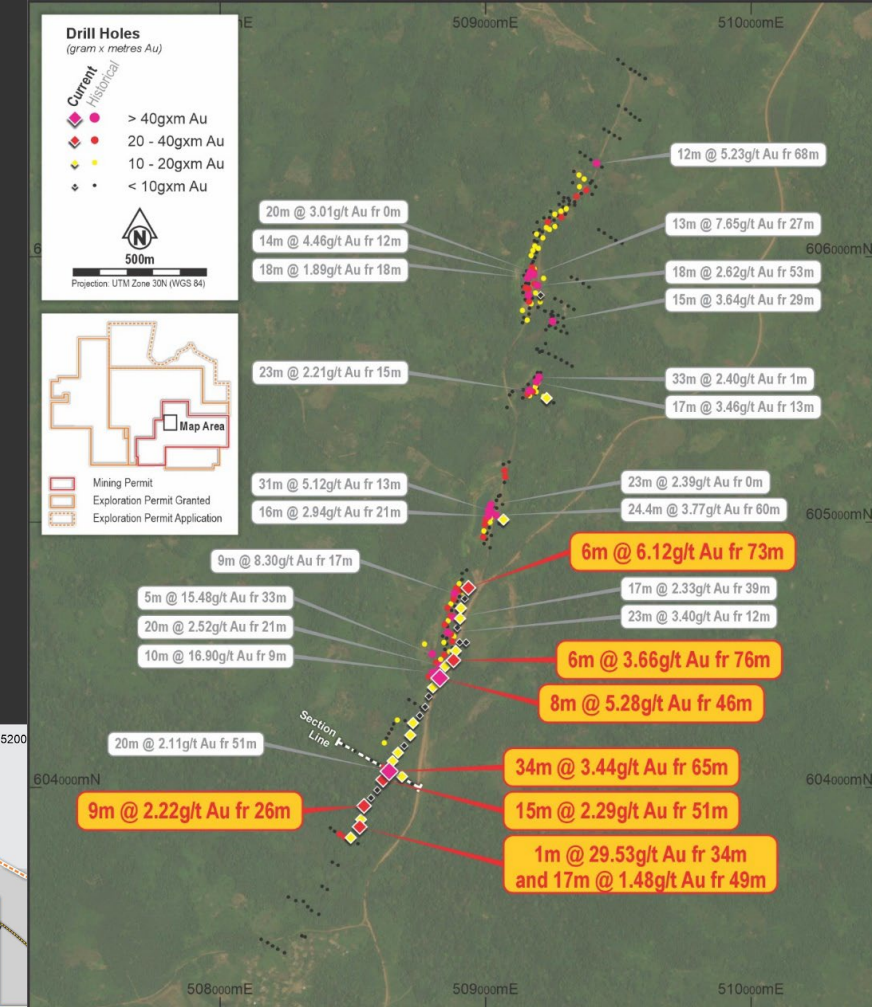 mE
509000mE
510000mE
Drill Holes
(gram x metres Au)
Current
Historical
> 40gxm Au
20 - 40gxm Au
10 - 20gxm Au
< 10gxm Au
N
500m
Projection: UTM Zone 30N (WGS 84)
12m @ 5.23g/t Au fr 68m
20m @ 3.01g/t Au fr 0m
14m @ 4.46g/t Au fr 12m
18m @ 1.89g/t Au fr 18m
13m @ 7.65g/t Au fr 27m
6
606000mN
18m @ 2.62g/t Au fr 53m
15m @ 3.64g/t Au fr 29m
23m @ 2.21g/t Au fr 15m
33m @ 2.40g/t Au fr 1m
17m @ 3.46g/t Au fr 13m
Map Area
Mining Permit
Exploration Permit Granted
Exploration Permit Application
31m @ 5.12g/t Au fr 13m
16m @ 2.94g/t Au fr 21m
23m @ 2.39g/t Au fr 0m
24.4m @ 3.77g/t Au fr 60m
605000mN
6m @ 6.12g/t Au fr 73m
9m @ 8.30g/t Au fr 17m
5m @ 15.48g/t Au fr 33m
20m @ 2.52g/t Au fr 21m
10m @ 16.90g/t Au fr 9m
17m @ 2.33g/t Au fr 39m
23m @ 3.40g/t Au fr 12m
6m @ 3.66g/t Au fr 76m
8m @ 5.28g/t Au fr 46m
Section
Line
5200
20m @ 2.11g/t Au fr 51m
34m @ 3.44g/t Au fr 65m
604000mN
604000mN
9m @ 2.22g/t Au fr 26m
15m @ 2.29g/t Au fr 51m
1m @ 29.53g/t Au fr 34m
and 17m @ 1.48g/t Au fr 49m
508000mE
509000mE
510000mE